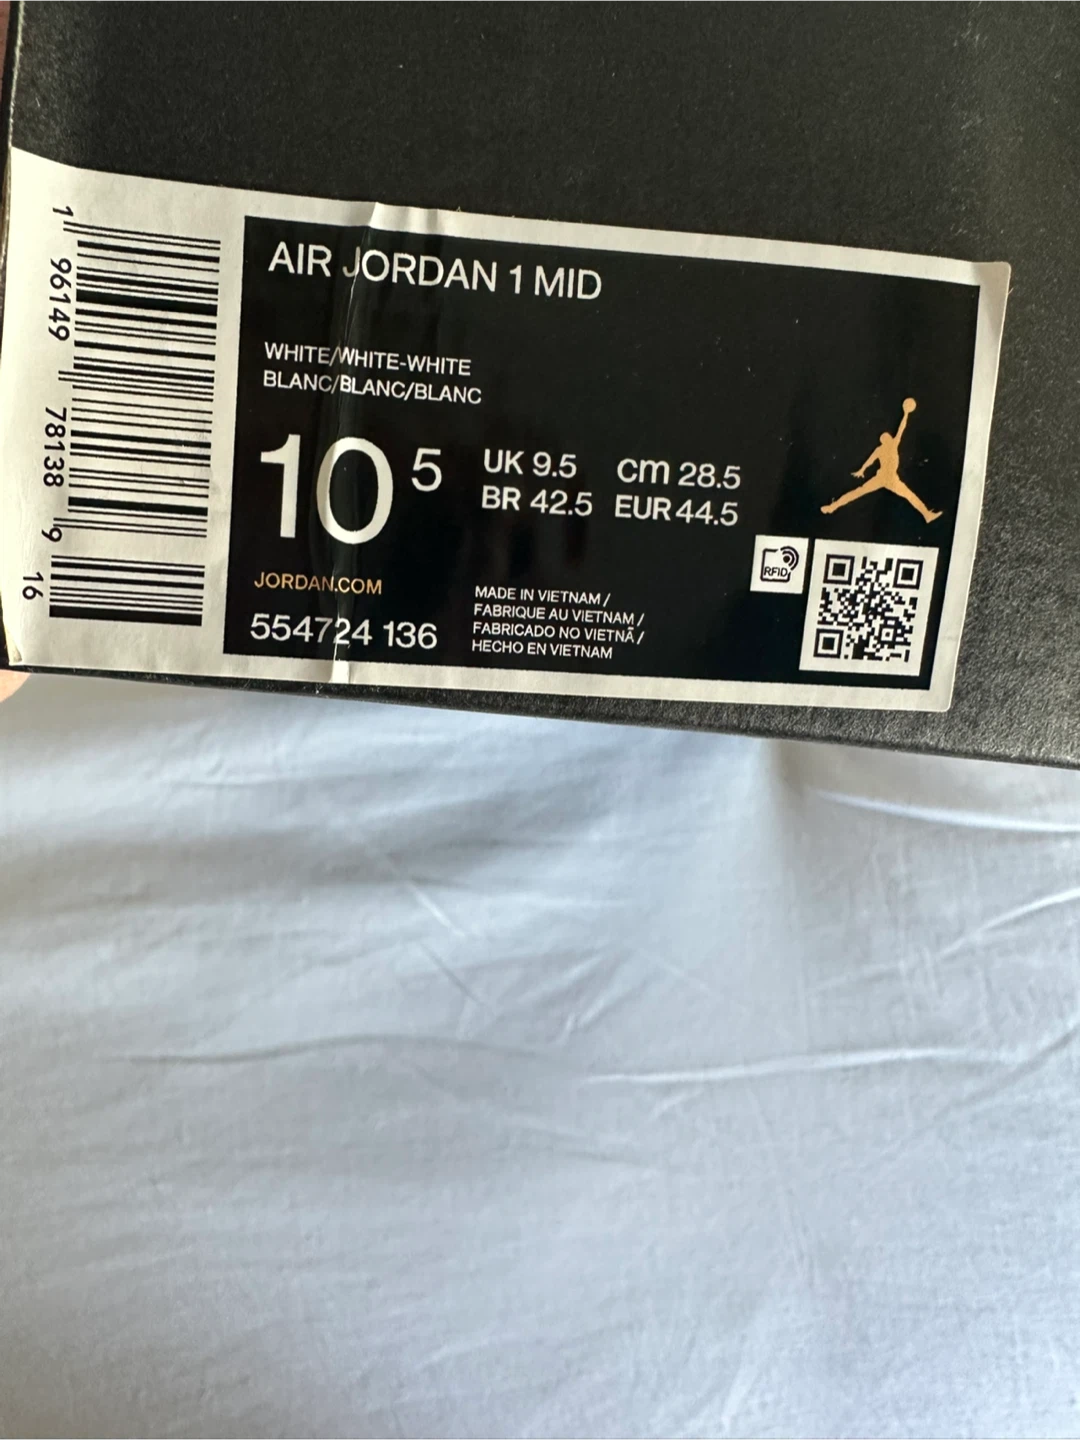 1 96149 78138 9 16
AIR JORDAN 1 MID
WHITE/WHITE-WHITE
BLANC/BLANC/BLANC
10 5
UK 9.5 cm 28.5
BR 42.5 EUR 44.5
RFID
JORDAN.COM
554724 136
MADE IN VIETNAM /
FABRIQUE AU VIETNAM /
FABRICADO NO VIETNÃ /
HECHO EN VIETNAM